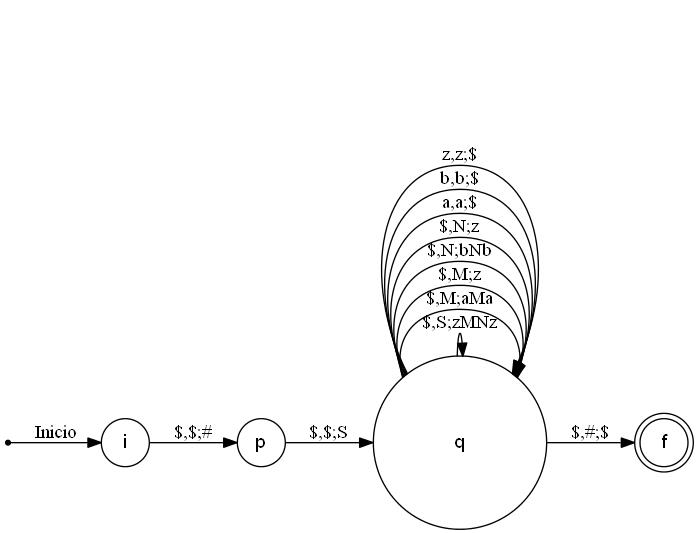 z,z;$
b,b;$
a,a;$
$,N;z
$,N;bNb
$,M;z
$,M;aMa
$,S;zMNz
Inicio
i
$,$;#
p
$,$;S
q
$,#;$
f